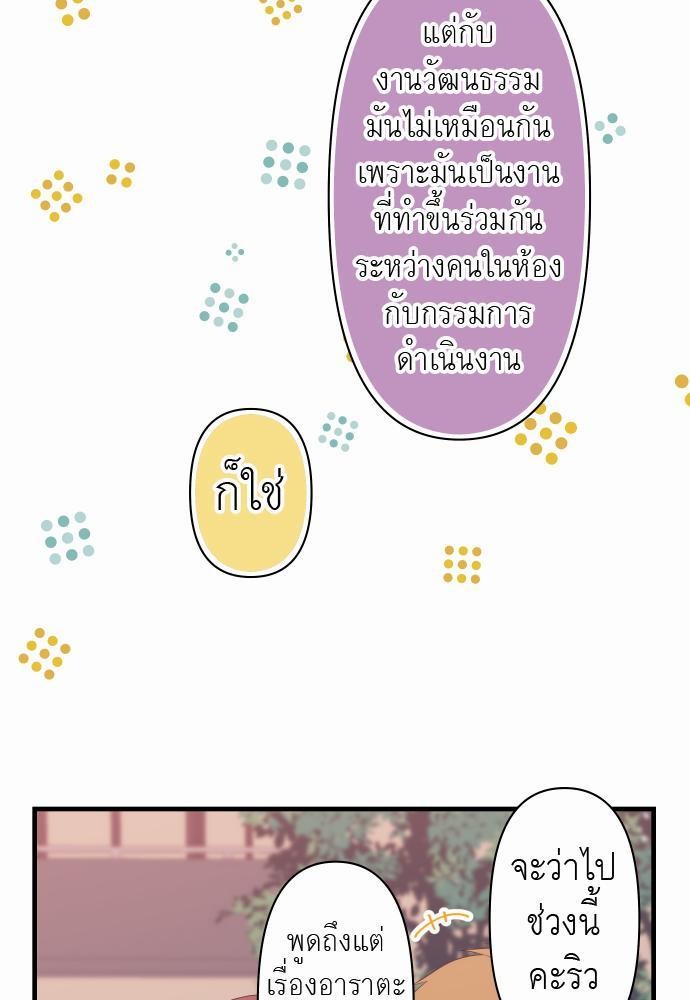 แต่กับ
งานวัฒนธรรม
มันไม่เหมือนกัน
เพราะมันเป็นงาน
ที่ทำขึ้นร่วมกัน
ระหว่างคนในห้อง
กับกรรมการ
ดำเนินงาน
ก็ใช่
จะว่าไป
ช่วงนี้
คะริว
พูดถึงแต่
เรื่องอาราตะ